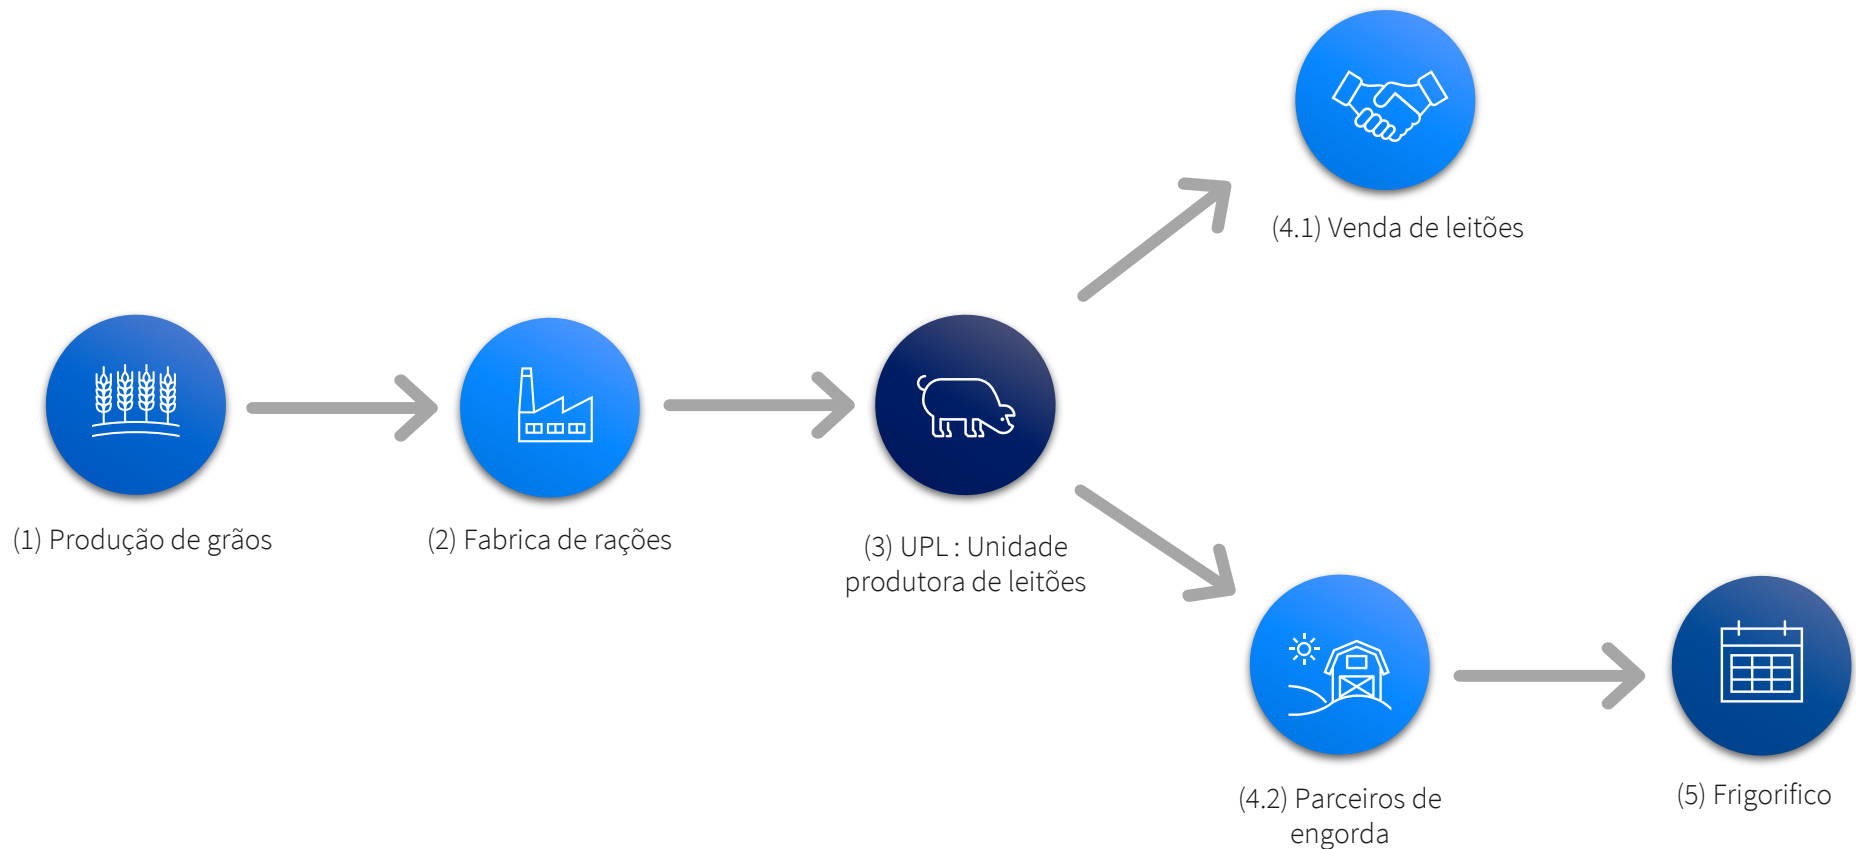 (4.1) Venda de leitões
(1) Produção de grãos
(2) Fabrica de rações
(3) UPL : Unidade
produtora de leitões
(4.2) Parceiros de
engorda
(5) Frigorifico